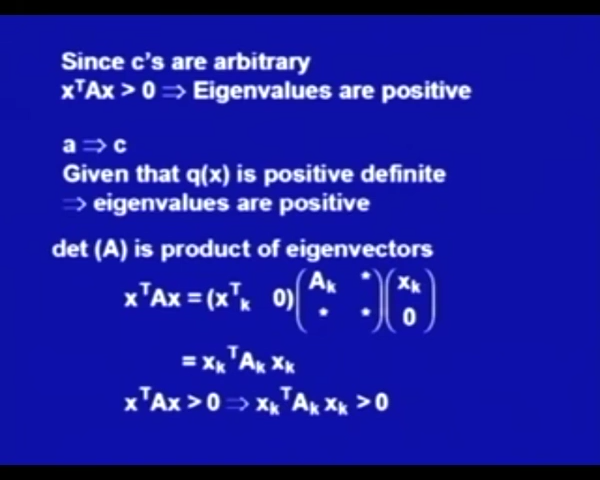 Since c's are arbitrary
xᵀAx > 0 ⇒ Eigenvalues are positive
a ⇒ c
Given that q(x) is positive definite
⇒ eigenvalues are positive
det (A) is product of eigenvectors
xᵀAx = (xᵀₖ 0) (Aₖ * * *) (xₖ 0)
= xₖᵀAₖ xₖ
xᵀAx > 0 ⇒ xₖᵀAₖ xₖ > 0